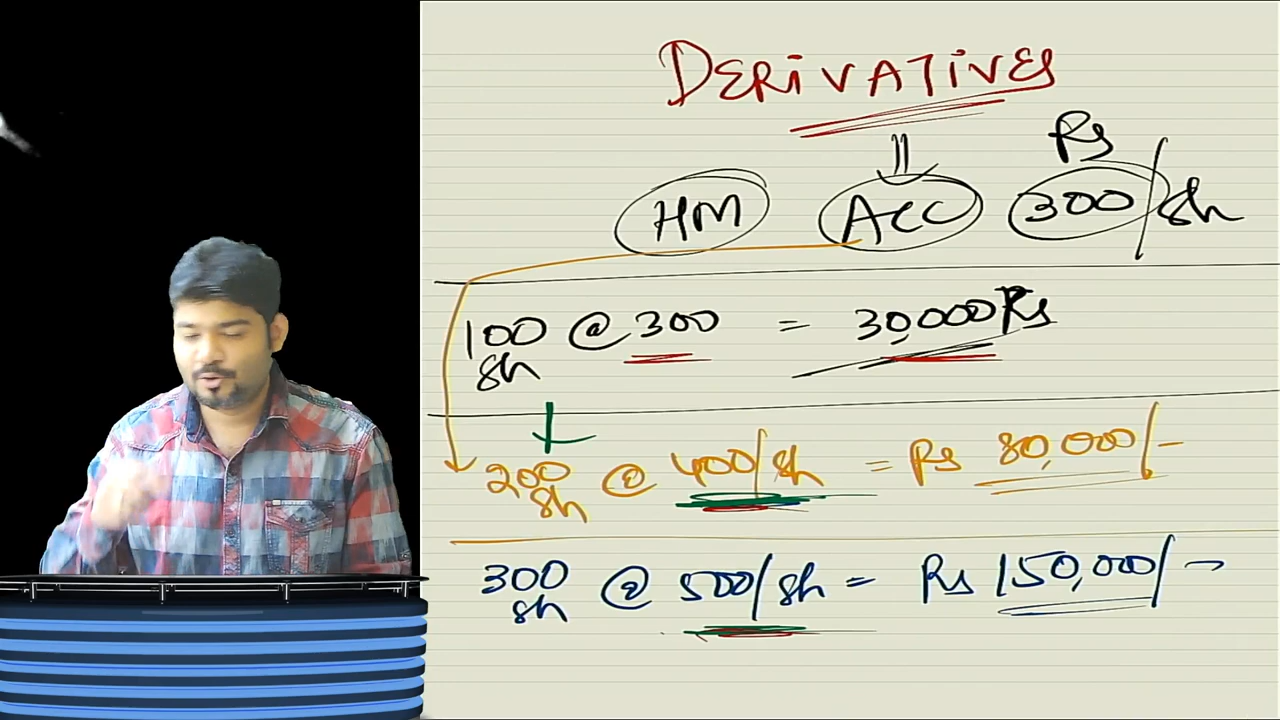 DERIVATIVES
Rs
HM ACC 300/sh
100 sh @ 300 = 30,000 Rs
200 sh @ 400/sh = Rs 80,000/-
300 sh @ 500/sh = Rs 150,000/-